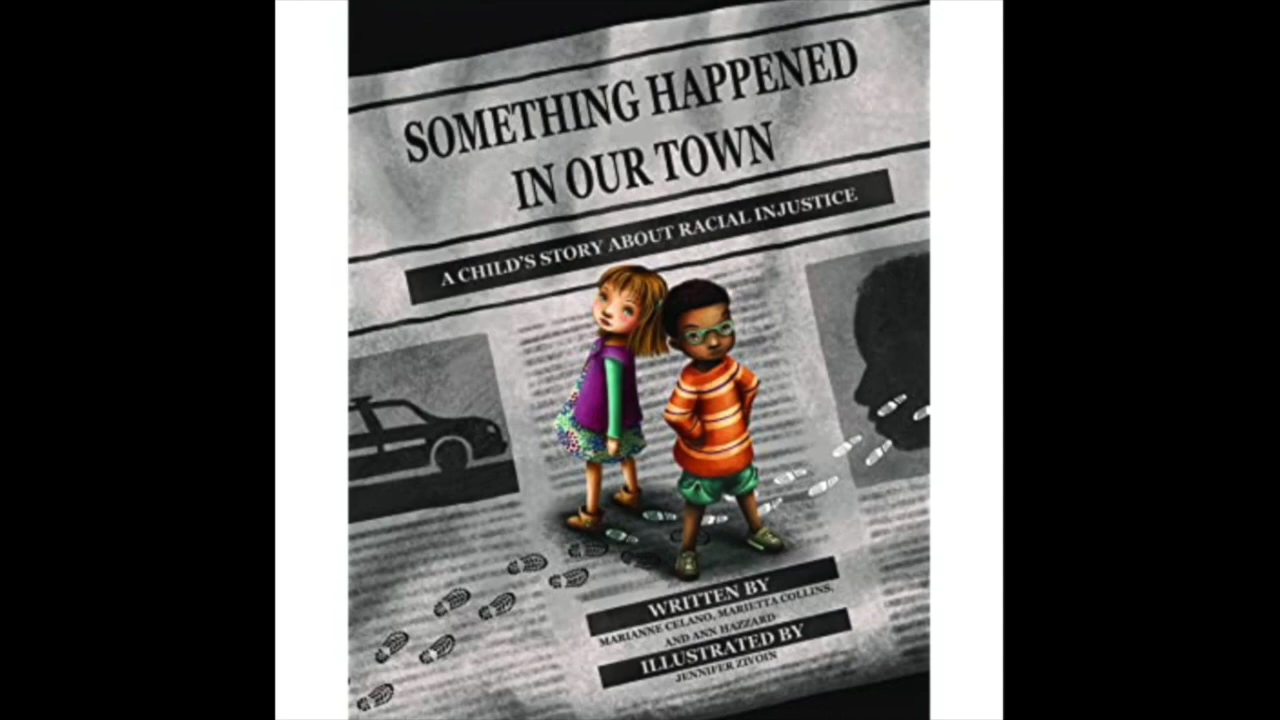 SOMETHING HAPPENED
IN OUR TOWN
A CHILD'S STORY ABOUT RACIAL INJUSTICE
WRITTEN BY
MARIANNE CELANO, MARIETTA COLLINS,
AND ANN HAZZARD
ILLUSTRATED BY
JENNIFER ZIVOIN